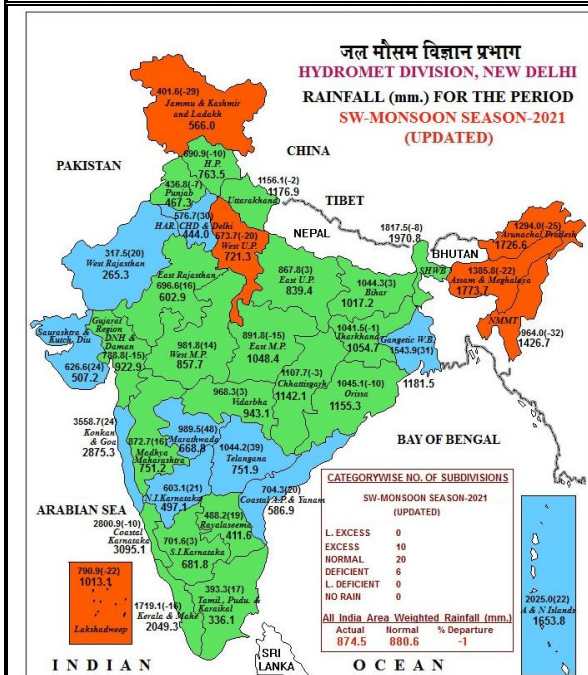 जल मौसम विज्ञान प्रभाग
HYDROMET DIVISION, NEW DELHI
RAINFALL (mm.) FOR THE PERIOD
SW-MONSOON SEASON-2021
(UPDATED)
401.6(-29)
Jammu & Kashmir
and Ladakh
566.0
CHINA
PAKISTAN
690.9(-10)
H.P.
763.5
436.8(-7)
Punjab
467.3
1156.1(-2)
1176.9
Uttarakhand
TIBET
576.7(30)
HAR. CHD & Delhi
444.0
573.7(-20)
West U.P.
721.3
NEPAL
1817.5(-8)
1970.8
BHUTAN
1294.0(-25)
Arunachal Pradesh
1726.6
317.5(20)
West Rajasthan
265.3
East Rajasthan
696.6(16)
602.9
867.8(3)
East U.P.
839.4
1044.3(3)
Bihar
1017.2
SHWB
1385.8(-22)
Assam & Meghalaya
1773.7
NMMT
964.0(-32)
1426.7
Saurashtra &
Kutch, Diu
626.6(24)
507.2
Gujarat
Region
DNH &
Daman
788.8(-15)
922.9
981.8(14)
West M.P.
857.7
891.8(-15)
East M.P.
1048.4
1041.5(-1)
Jharkhand
1054.7
Gangetic W.B.
1543.9(31)
1181.5
1107.7(-3)
Chhattisgarh
1142.1
1045.1(-10)
Orissa
1155.3
968.3(3)
Vidarbha
943.1
3558.7(24)
Konkan
& Goa
2875.3
872.7(16)
Madhya
Maharashtra
751.2
989.5(48)
Marathwada
668.8
1044.2(39)
Telangana
751.9
BAY OF BENGAL
603.1(21)
N.I.Karnataka
497.1
704.3(20)
Coastal A.P. & Yanam
586.9
ARABIAN SEA
2800.9(-10)
Coastal
Karnataka
3095.1
488.2(19)
Rayalaseema
411.6
701.6(3)
S.I.Karnataka
681.8
790.9(-22)
1013.1
Lakshadweep
1719.1(-16)
Kerala & Mahe
2049.3
393.3(17)
Tamil., Pudu. &
Karaikal
336.1
CATEGORYWISE NO. OF SUBDIVISIONS
SW-MONSOON SEASON-2021
(UPDATED)
L. EXCESS 0
EXCESS 10
NORMAL 20
DEFICIENT 6
L. DEFICIENT 0
NO RAIN 0
All India Area Weighted Rainfall (mm.)
Actual Normal % Departure
874.5 880.6 -1
2025.0(22)
A & N Islands
1653.8
SRI
LANKA
INDIAN OCEAN